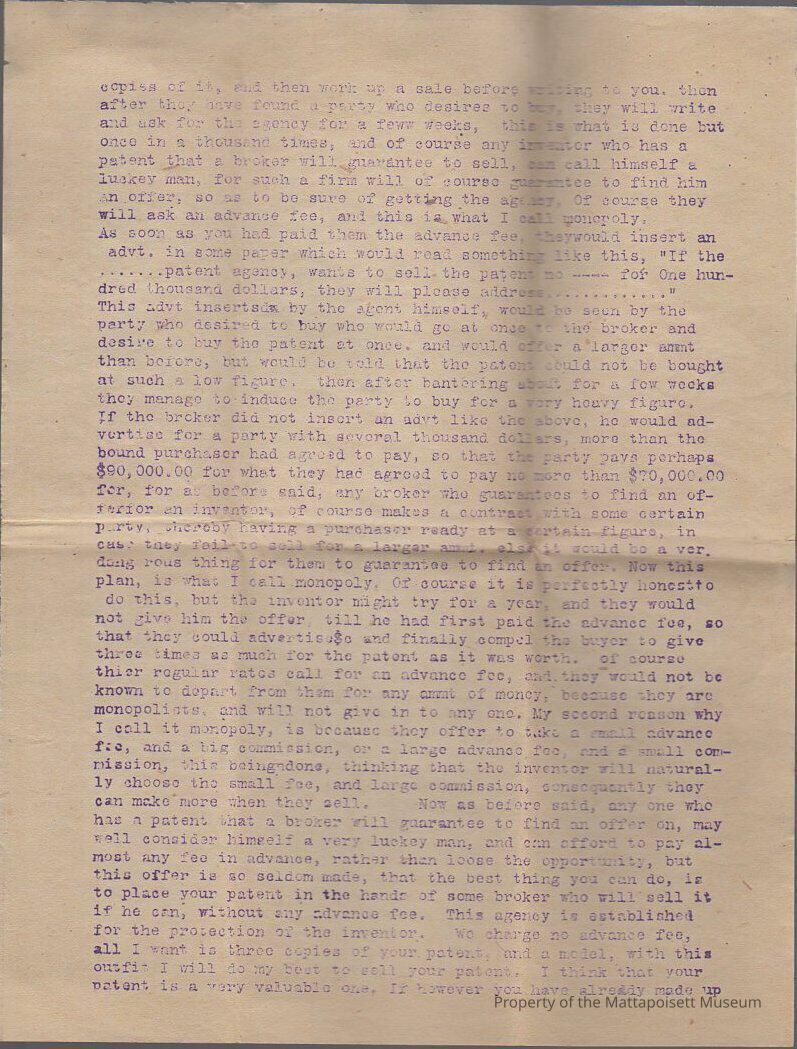 copies of it, and then work up a sale before writing to you. then
after they have found a party who desires to buy, they will write
and ask for the agency for a feww weeks, this is what is done but
once in a thousand times, and of course any inventor who has a
patent that a broker will guarantee to sell, can call himself a
luckey man, for such a firm will of course guarantee to find him
an offer, so as to be sure of getting the agency. Of course they
will ask an advance fee, and this is what I call monopoly.
As soon as you had paid them the advance fee, theywould insert an
advt. in some paper which would read something like this, "If the
.......patent agency, wants to sell the patent no ---- for One hun-
dred thousand dollars, they will please address............."
This advt inserted by the agent himself, would be seen by the
party who desired to buy who would go at once to the broker and
desire to buy the patent at once. and would offer a larger ammt
than before, but would be told that the patent could not be bought
at such a low figure. then after bantering about for a few weeks
they manage to induce the party to buy for a very heavy figure.
If the broker did not insert an advt like the above, he would ad-
vertise for a party with several thousand dollars, more than the
bound purchaser had agreed to pay, so that the party pays perhaps
$90,000.00 for what they had agreed to pay no more than $70,000.00
for, for as before said, any broker who guarantees to find an of-
ferfor an inventor, of course makes a contract with some certain
party, thereby having a purchaser ready at a certain figure, in
case they fail to sell for a larger ammt. else it would be a ver.
dang rous thing for them to guarantee to find an offer. Now this
plan, is what I call monopoly. Of course it is perfectly honestto
do this, but the inventor might try for a year, and they would
not give him the offer, till he had first paid the advance fee, so
that they could advertise$e and finally compel the buyer to give
three times as much for the patent as it was worth. of course
thier regular rates call for an advance fee, and they would not be
known to depart from them for any ammt of money, because they are
monopolists, and will not give in to any one. My second reason why
I call it monopoly, is because they offer to take a small advance
fee, and a big commission, or a large advance fee, and a small com-
mission, this beingndone, thinking that the inventor will natural-
ly choose the small fee, and large commission, consequently they
can make more when they sell. Now as before said, any one who
has a patent that a broker will guarantee to find an offer on, may
well consider himself a very luckey man, and can afford to pay al-
most any fee in advance, rather than loose the opportunity, but
this offer is so seldom made, that the best thing you can do, is
to place your patent in the hands of some broker who will sell it
if he can, without any advance fee. This agency is established
for the protection of the inventor. We charge no advance fee,
all I want is three copies of your patent, and a model, with this
outfit I will do my best to sell your patent. I think that your
patent is a very valuable one. If however you have already made up
Property of the Mattapoisett Museum